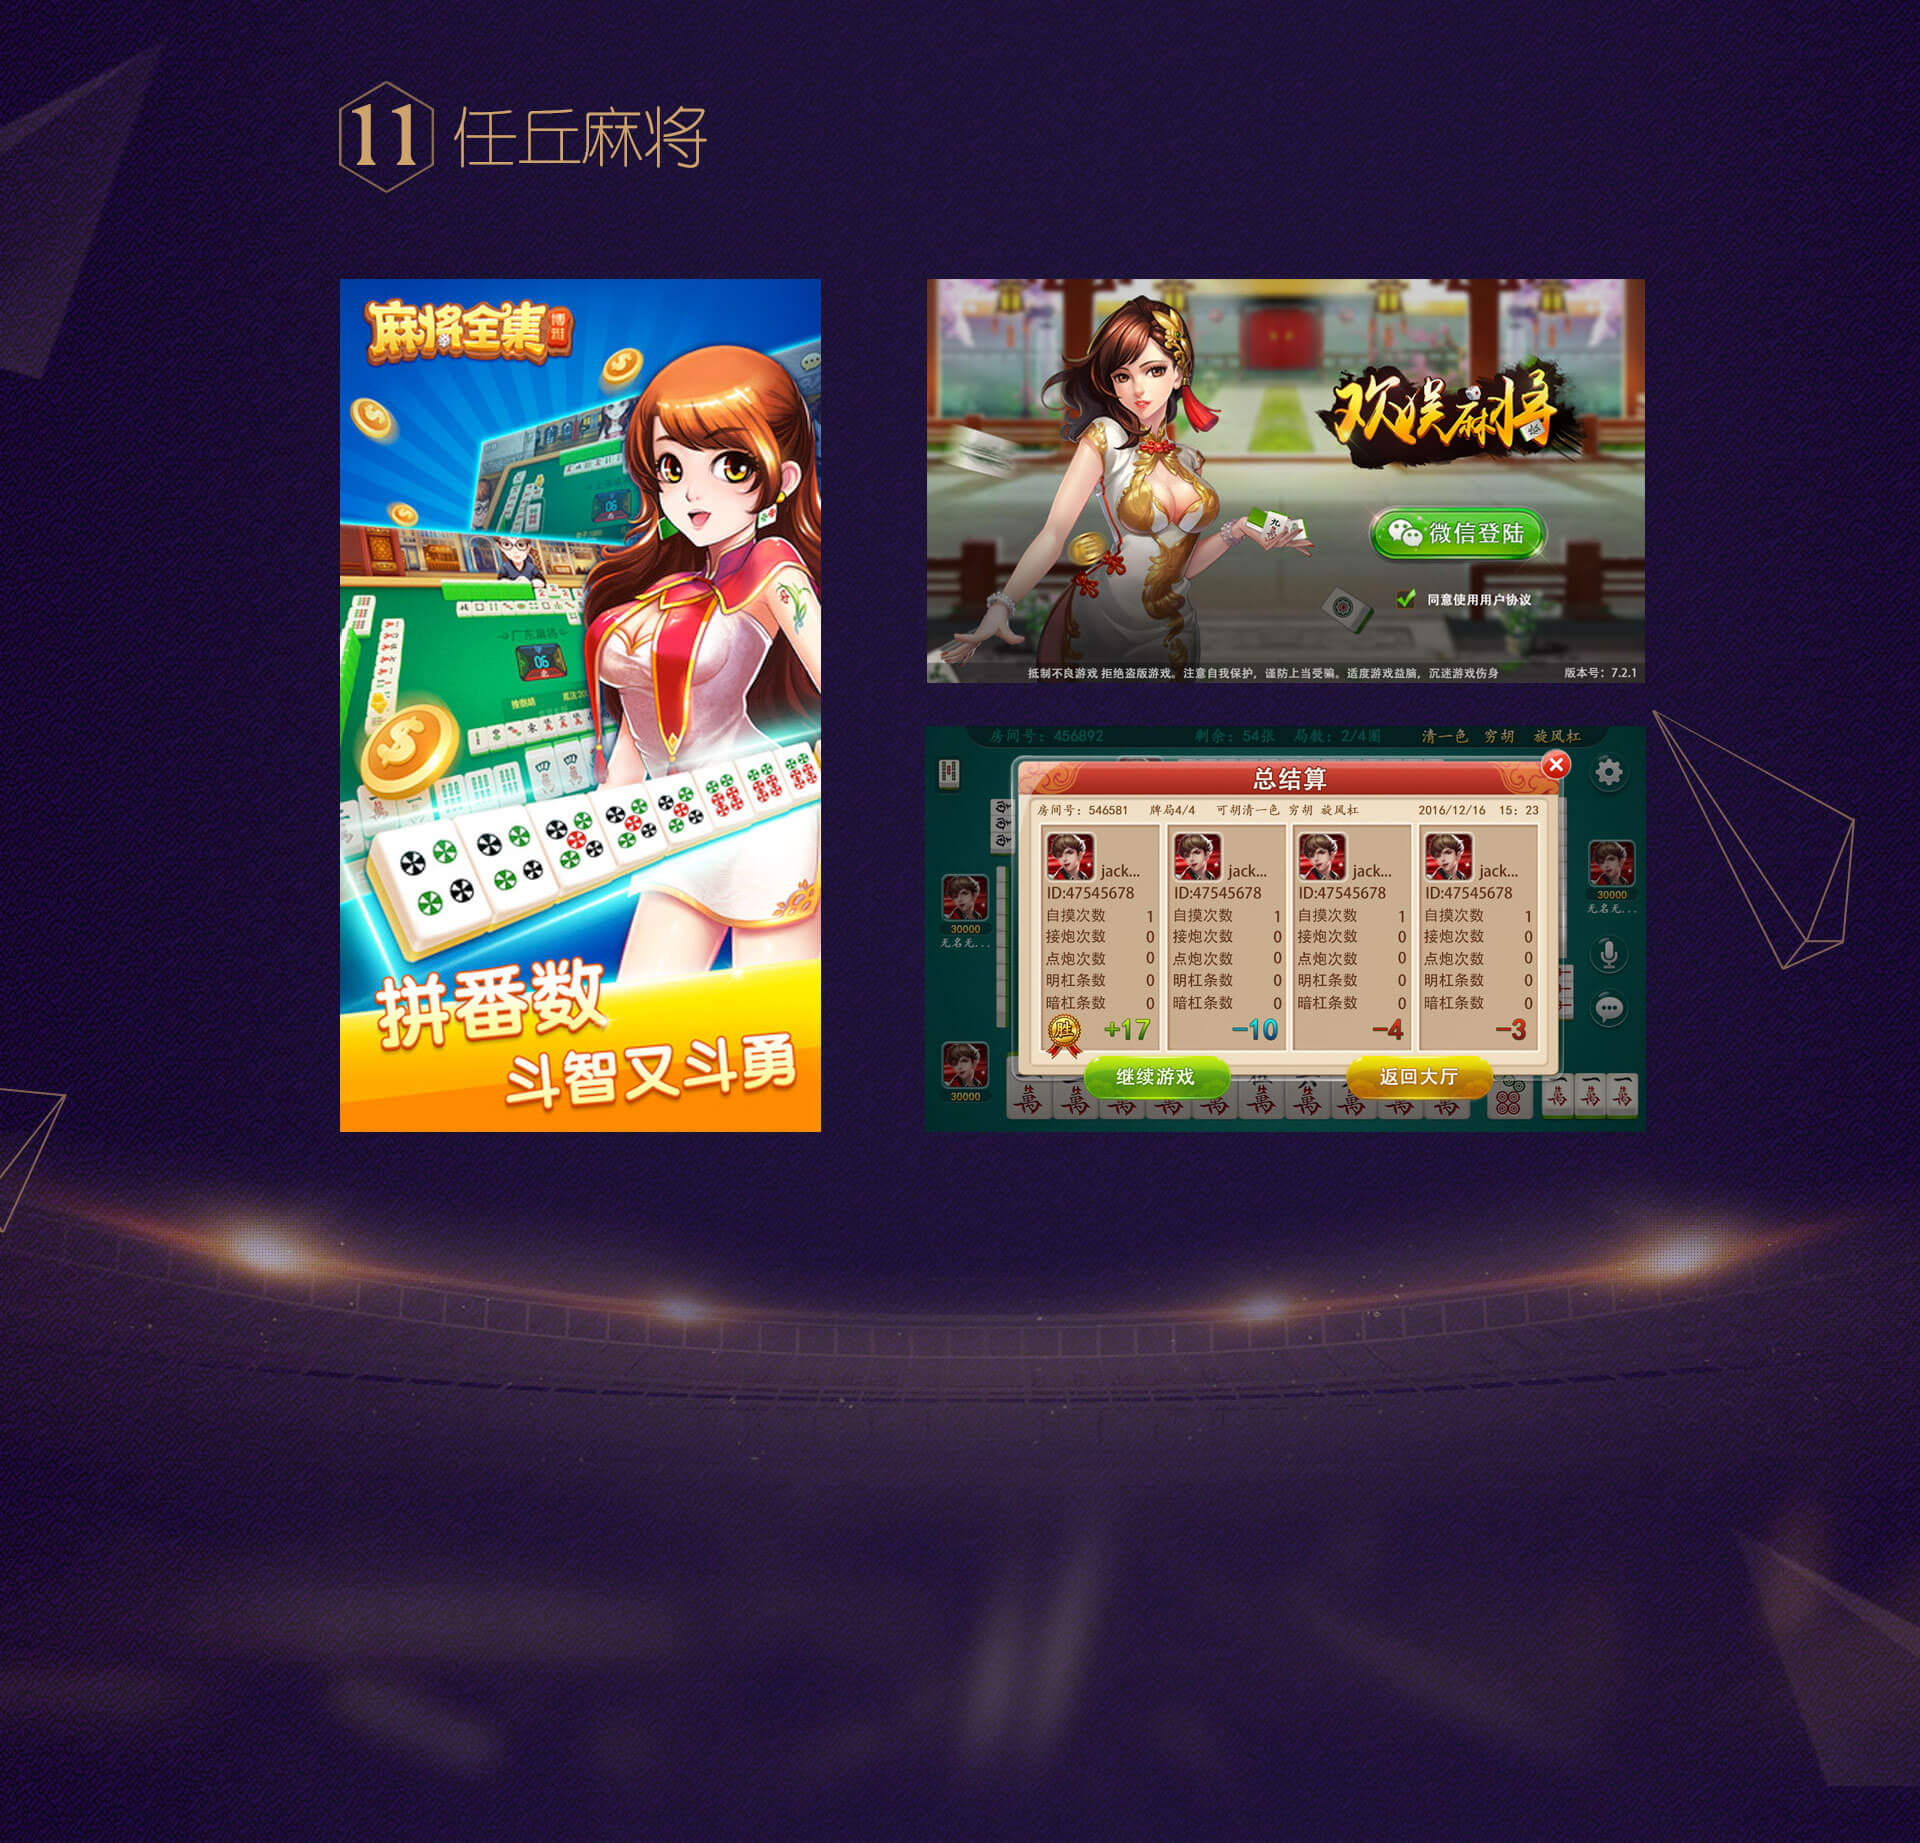 11 任丘麻将
麻将全集
广东麻将
06
拼番数
斗智又斗勇
欢娱麻将
微信登陆
同意使用用户协议
抵制不良游戏 拒绝盗版游戏。注意自我保护，谨防上当受骗。适度游戏益脑，沉迷游戏伤身
版本号：7.2.1
房间号：456892 剩余：54张 局数：2/4圈 清一色 穷胡 旋风杠
总结算
房间号：546581 牌局4/4 可胡清一色 穷胡 旋风杠 2016/12/16 15：23
jack... jack... jack... jack...
ID:47545678 ID:47545678 ID:47545678 ID:47545678
自摸次数 1 自摸次数 1 自摸次数 1 自摸次数 1
接炮次数 0 接炮次数 0 接炮次数 0 接炮次数 0
点炮次数 0 点炮次数 0 点炮次数 0 点炮次数 0
明杠条数 0 明杠条数 0 明杠条数 0 明杠条数 0
暗杠条数 0 暗杠条数 0 暗杠条数 0 暗杠条数 0
胜 +17 -10 -4 -3
继续游戏 返回大厅
30000
无名无...
30000
30000
无名无...